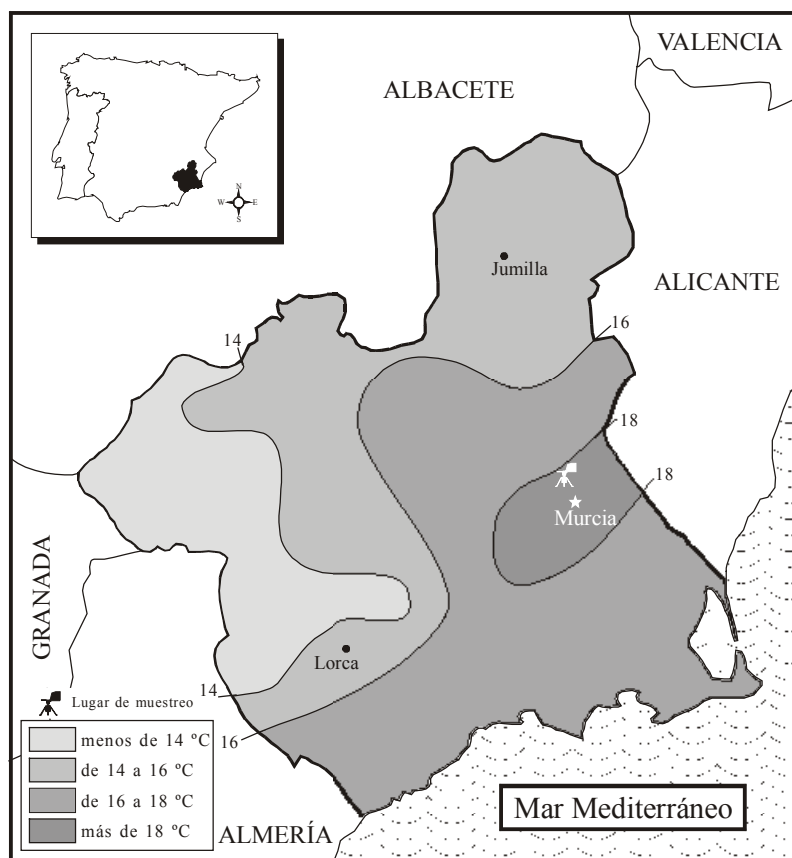 VALENCIA
ALBACETE
N
W E
S
Jumilla
ALICANTE
16
14
18
18
Murcia
GRANADA
Lorca
14
Lugar de muestreo
16
menos de 14 ºC
de 14 a 16 ºC
de 16 a 18 ºC
más de 18 ºC
ALMERÍA
Mar Mediterráneo